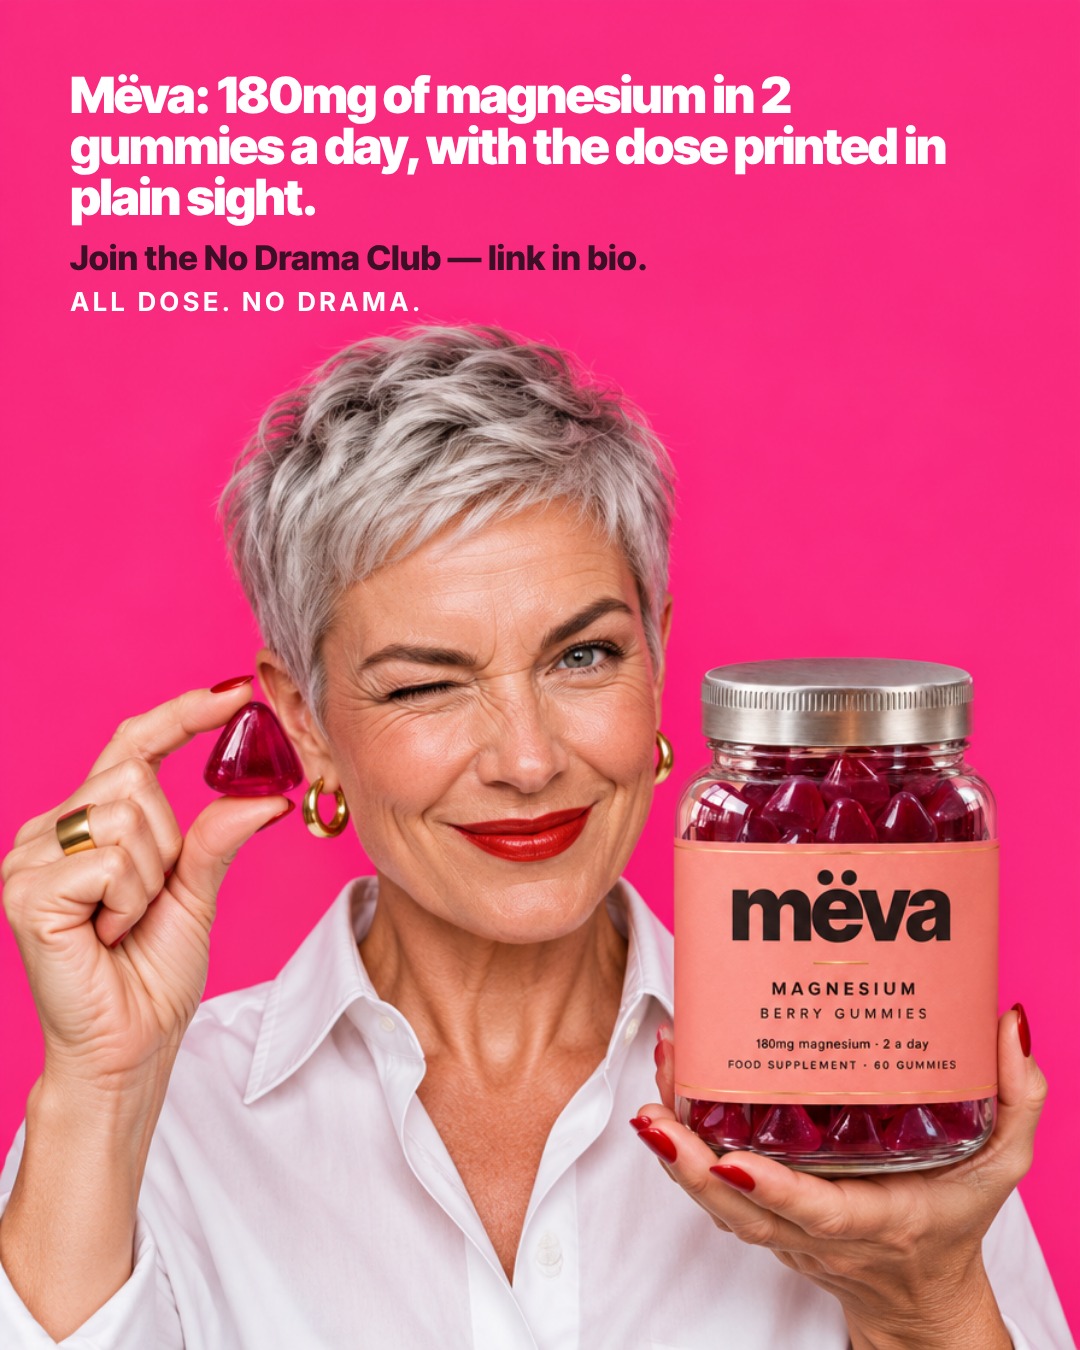 Mëva: 180mg of magnesium in 2
gummies a day, with the dose printed in
plain sight.
Join the No Drama Club — link in bio.
ALL DOSE. NO DRAMA.
mëva
MAGNESIUM
BERRY GUMMIES
180mg magnesium · 2 a day
FOOD SUPPLEMENT · 60 GUMMIES